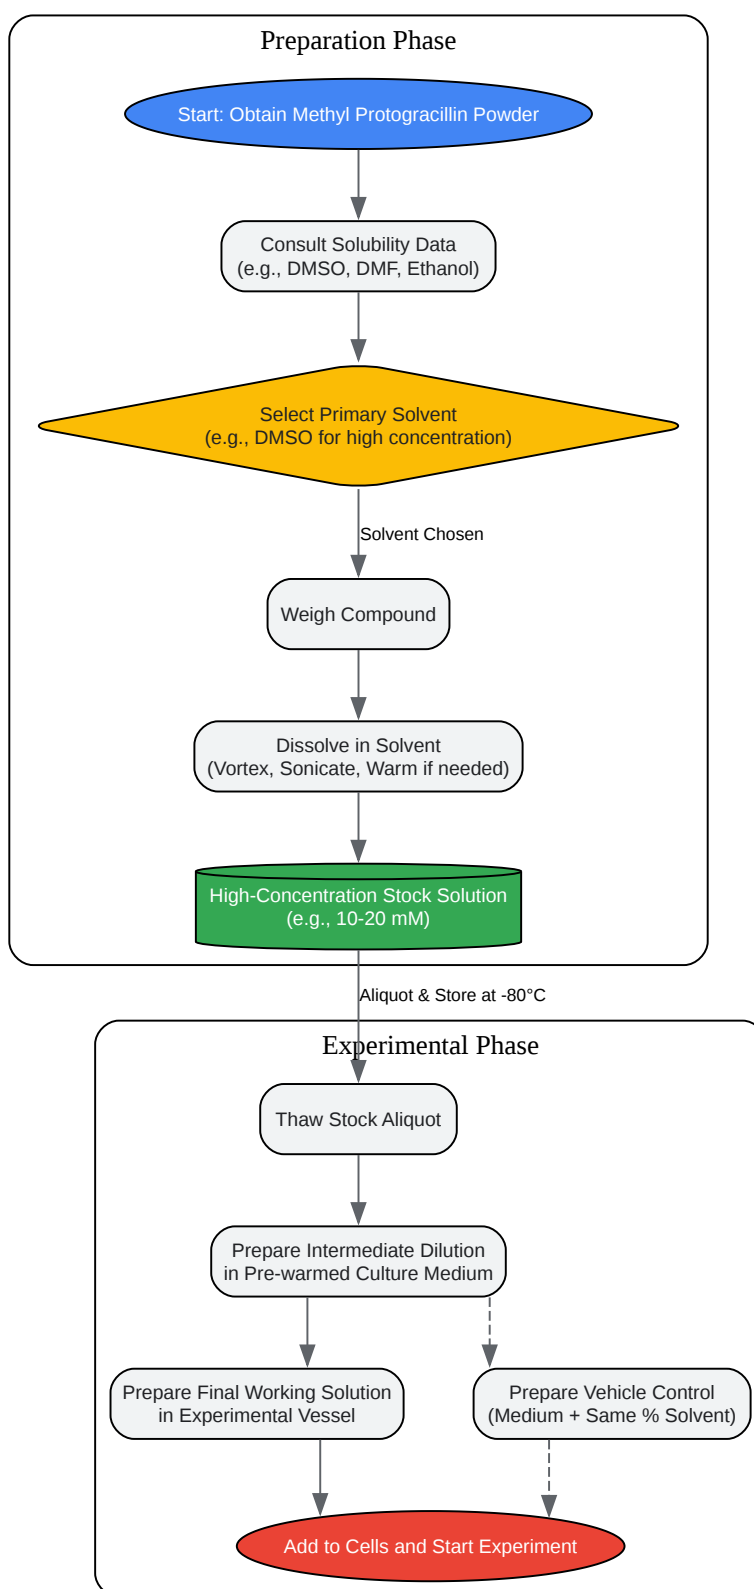 Preparation Phase
Start: Obtain Methyl Protogracillin Powder
Consult Solubility Data
(e.g., DMSO, DMF, Ethanol)
Select Primary Solvent
(e.g., DMSO for high concentration)
Solvent Chosen
Weigh Compound
Dissolve in Solvent
(Vortex, Sonicate, Warm if needed)
High-Concentration Stock Solution
(e.g., 10-20 mM)
Aliquot & Store at -80°C
Experimental Phase
Thaw Stock Aliquot
Prepare Intermediate Dilution
in Pre-warmed Culture Medium
Prepare Final Working Solution
in Experimental Vessel
Prepare Vehicle Control
(Medium + Same % Solvent)
Add to Cells and Start Experiment